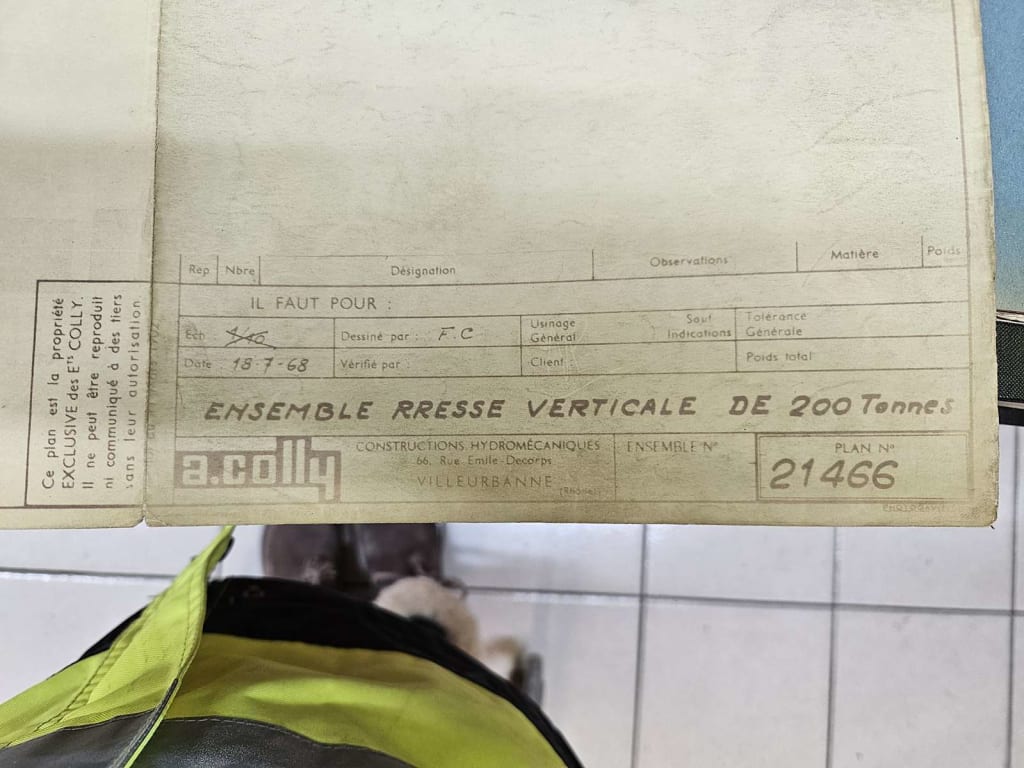 Rep Nbre Désignation Observations Matière Poids
IL FAUT POUR :
Ech 1/10 Dessiné par : F.C Usinage Général Sauf Indications Tolérance Générale
Date : 18-7-68 Vérifié par : Client : Poids total
ENSEMBLE RRESSE VERTICALE DE 200 Tonnes
a.colly
CONSTRUCTIONS HYDROMÉCANIQUES
66, Rue Emile-Decorps
VILLEURBANNE
(Rhône)
ENSEMBLE N°
PLAN N°
21466
Ce plan est la propriété
EXCLUSIVE des Ets COLLY.
Il ne peut être reproduit
ni communiqué à des tiers
sans leur autorisation